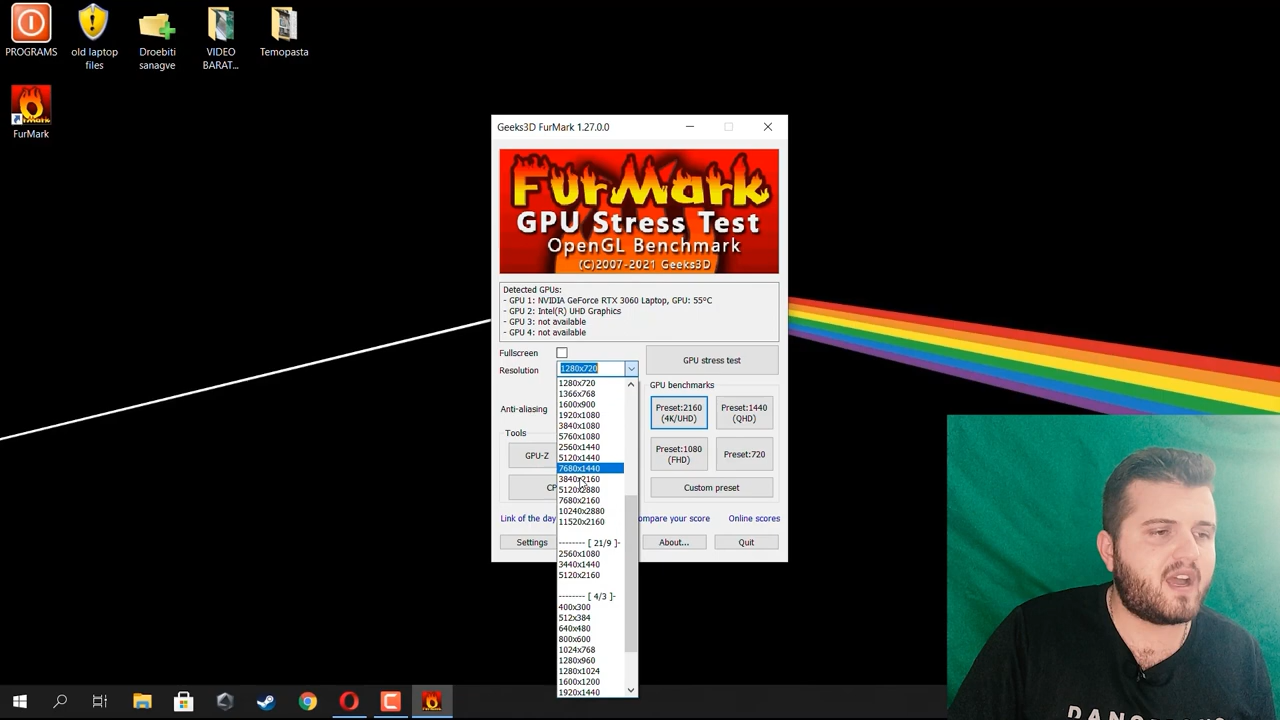 PROGRAMS
old laptop
files
Droebiti
sanagve
VIDEO
BARAT...
Temopasta
FurMark
Geeks3D FurMark 1.27.0.0
FurMark
GPU Stress Test
OpenGL Benchmark
(C)2007-2021 Geeks3D
Detected GPUs:
- GPU 1: NVIDIA GeForce RTX 3060 Laptop, GPU: 55°C
- GPU 2: Intel(R) UHD Graphics
- GPU 3: not available
- GPU 4: not available
Fullscreen
Resolution
1280x720
GPU stress test
1280x720
1366x768
1600x900
1920x1080
3840x1080
5760x1080
2560x1440
5120x1440
7680x1440
3840x2160
5120x2880
7680x2160
10240x2880
11520x2160
-------- [ 21/9 ]-
2560x1080
3440x1440
5120x2160
-------- [ 4/3 ]-
400x300
512x384
640x480
800x600
1024x768
1280x960
1280x1024
1600x1200
1920x1440
Anti-aliasing
Tools
GPU-Z
GPU benchmarks
Preset:2160
(4K/UHD)
Preset:1440
(QHD)
Preset:1080
(FHD)
Preset:720
Custom preset
Link of the day
ompare your score
Online scores
Settings
About...
Quit